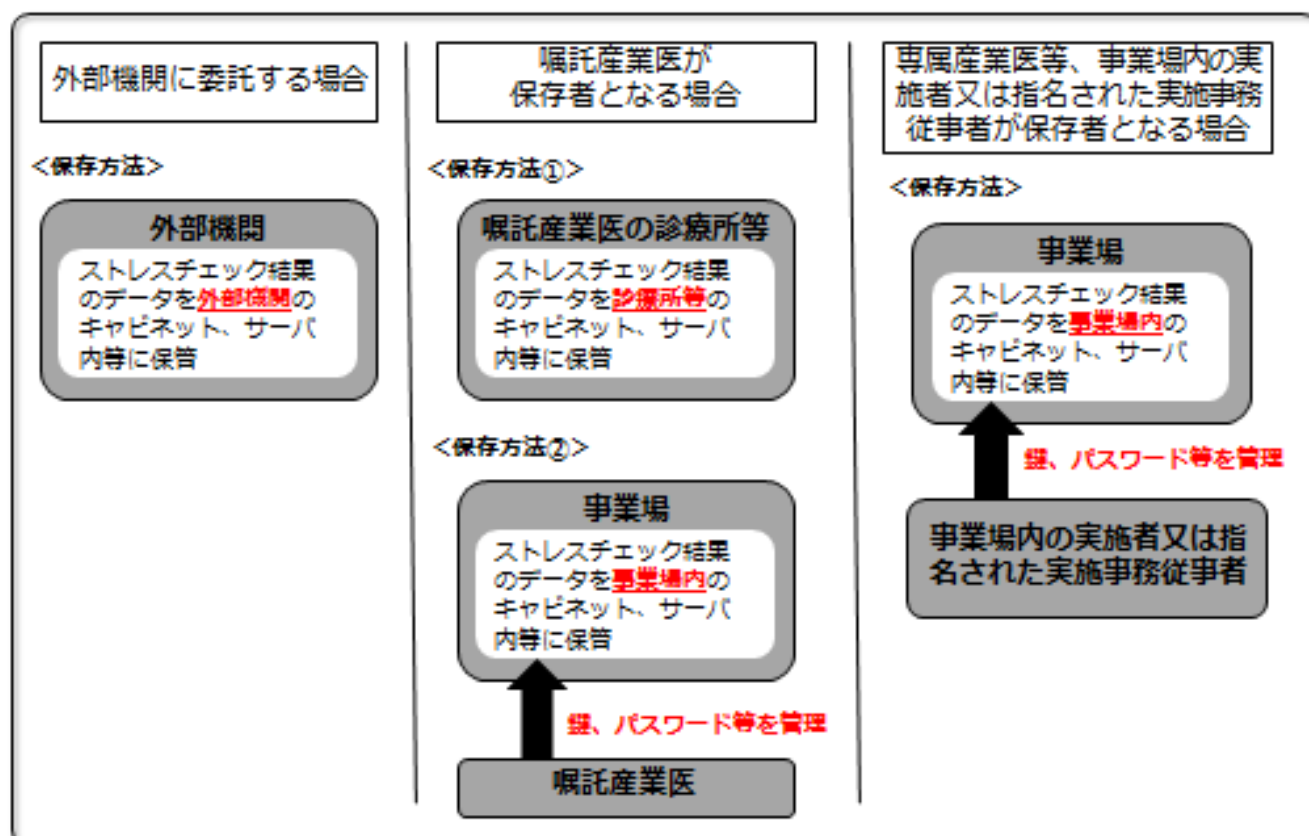 外部機関に委託する場合
＜保存方法＞
外部機関
ストレスチェック結果
のデータを外部機関の
キャビネット、サーバ
内等に保管
嘱託産業医が
保存者となる場合
＜保存方法①＞
嘱託産業医の診療所等
ストレスチェック結果
のデータを診療所等の
キャビネット、サーバ
内等に保管
＜保存方法②＞
事業場
ストレスチェック結果
のデータを事業場内の
キャビネット、サーバ
内等に保管
鍵、パスワード等を管理
嘱託産業医
専属産業医等、事業場内の実
施者又は指名された実施事務
従事者が保存者となる場合
＜保存方法＞
事業場
ストレスチェック結果
のデータを事業場内の
キャビネット、サーバ
内等に保管
鍵、パスワード等を管理
事業場内の実施者又は指
名された実施事務従事者